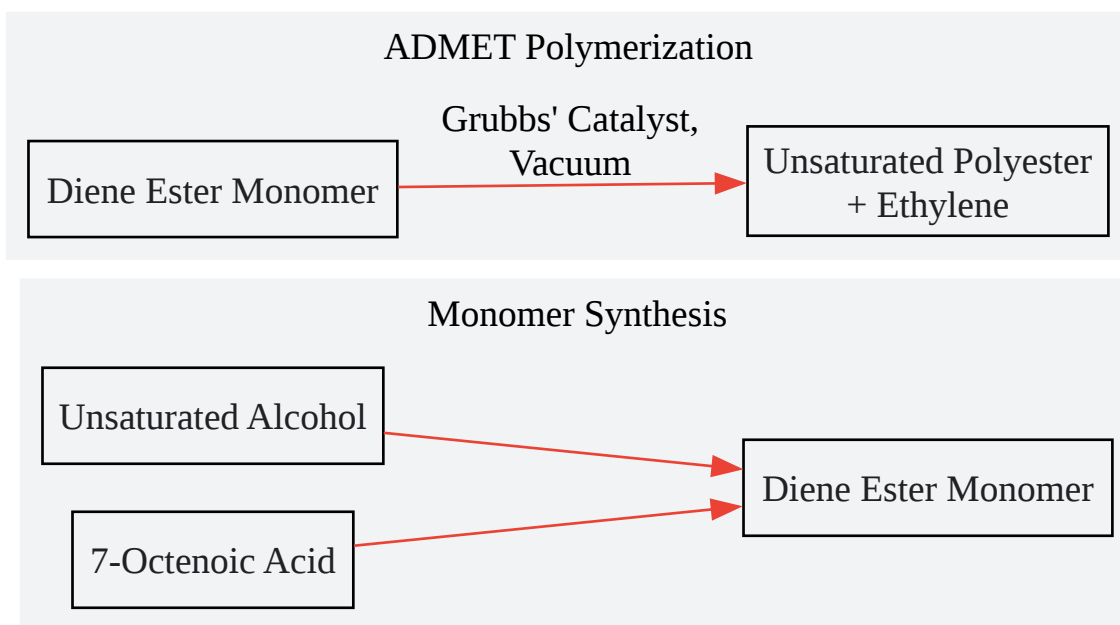 ADMET Polymerization
Grubbs' Catalyst,
Vacuum
Diene Ester Monomer
Unsaturated Polyester
+ Ethylene
Monomer Synthesis
Unsaturated Alcohol
7-Octenoic Acid
Diene Ester Monomer